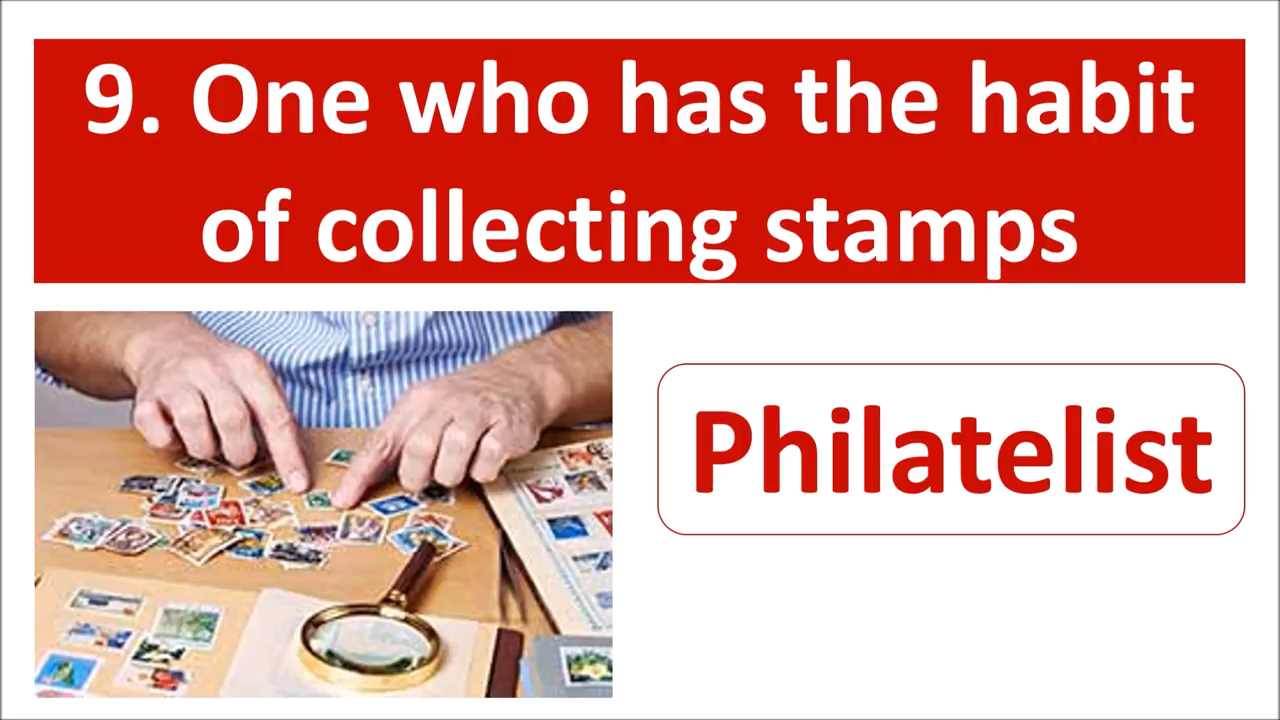 9. One who has the habit
of collecting stamps
Philatelist